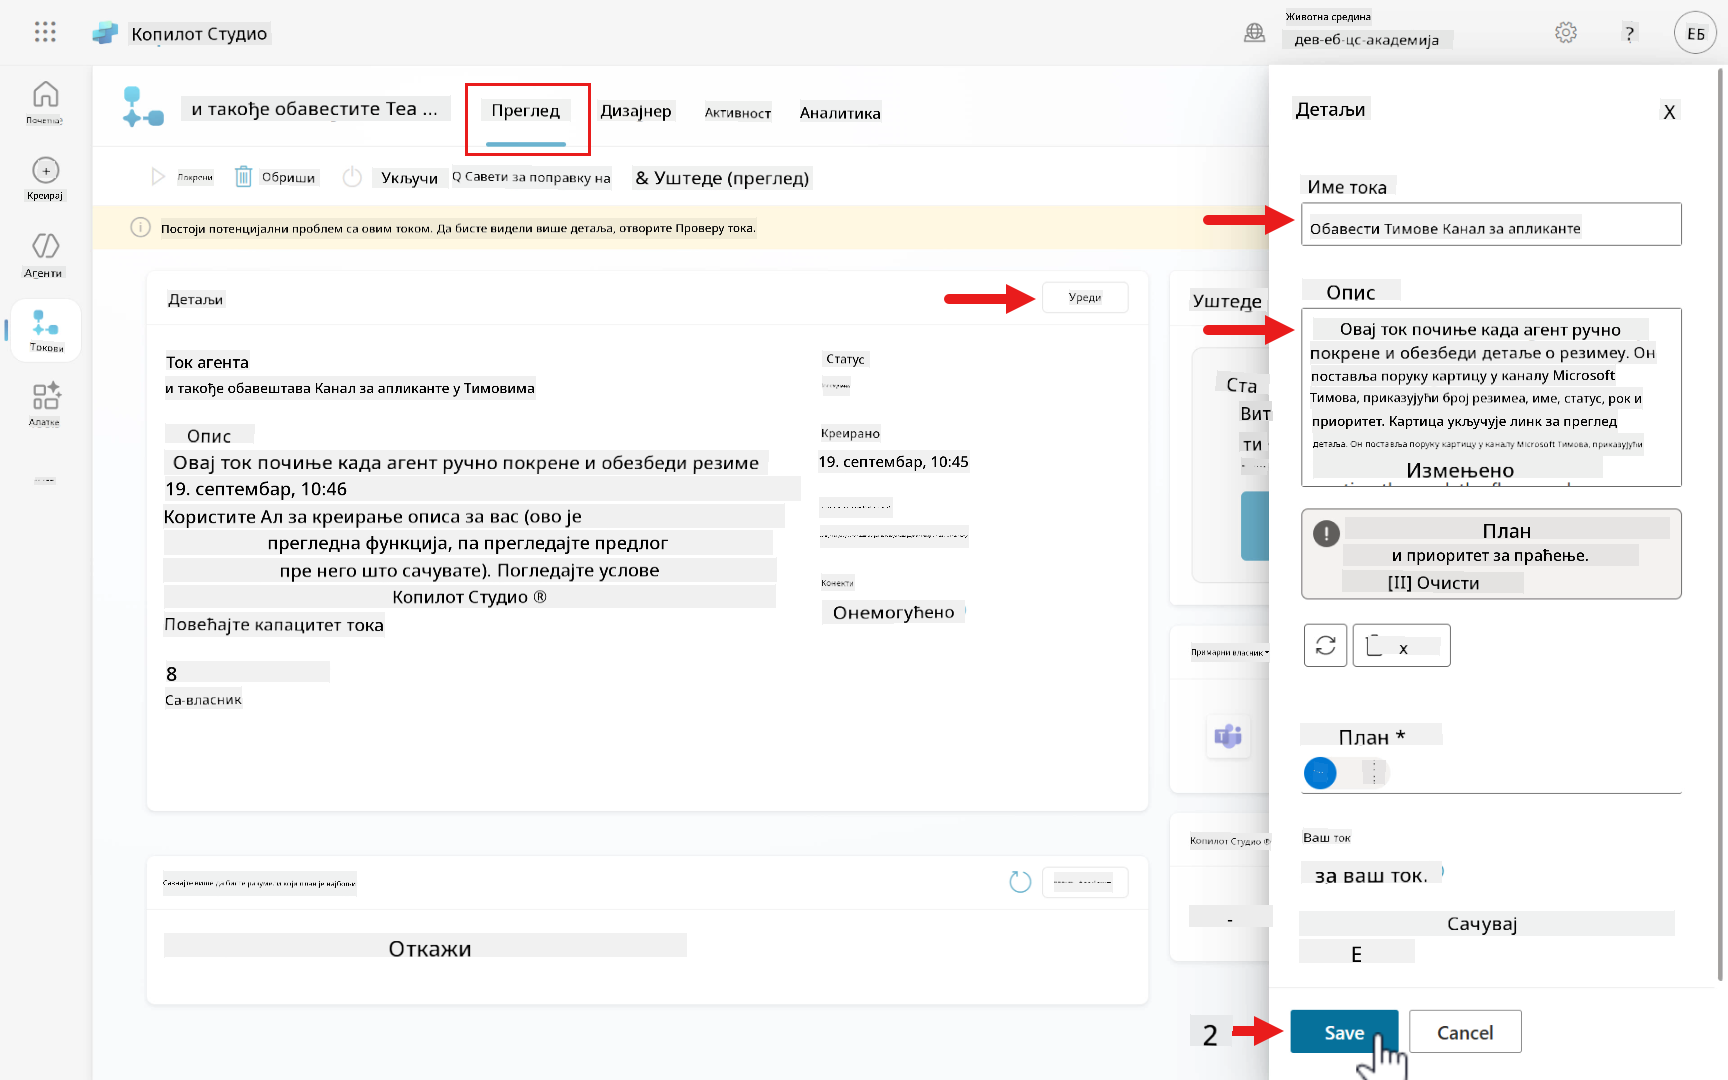 Копилот Студио
Животна средина
дев-еб-цс-академија
?
ЕБ
Креирај
Агенти
Токови
Алатке
и такође обавестите Теа ...
Преглед
Дизајнер
Активност
Аналитика
Обриши
Укључи
Q Савети за поправку на
& Уштеде (преглед)
Постоји потенцијални проблем са овим током. Да бисте видели више детаља, отворите Проверу тока.
Детаљи
Уреди
Ток агента
и такође обавештава Канал за апликанте у Тимовима
Опис
Овај ток почиње када агент ручно покрене и обезбеди резиме
19. септембар, 10:46
Користите Ал за креирање описа за вас (ово је
прегледна функција, па прегледајте предлог
пре него што сачувате). Погледајте услове
Копилот Студио ®
Повећајте капацитет тока
8
Са-власник
Статус
Креирано
19. септембар, 10:45
Конекти
Онемогућено
Откажи
Уштеде
Ста
Вит
ти
Примарни власник
Копилот Студио ®
-
2
Детаљи
X
Име тока
Обавести Тимове Канал за апликанте
Опис
Овај ток почиње када агент ручно
покрене и обезбеди детаље о резимеу. Он
поставља поруку картицу у каналу Microsoft
Тимова, приказујући број резимеа, име, статус, рок и
приоритет. Картица укључује линк за преглед
детаља. Он поставља поруку картицу у каналу Microsoft Тимова, приказујући
Измењено
План
и приоритет за праћење.
[II] Очисти
x
План *
Ваш ток
за ваш ток.
Сачувај
Е
Save
Cancel